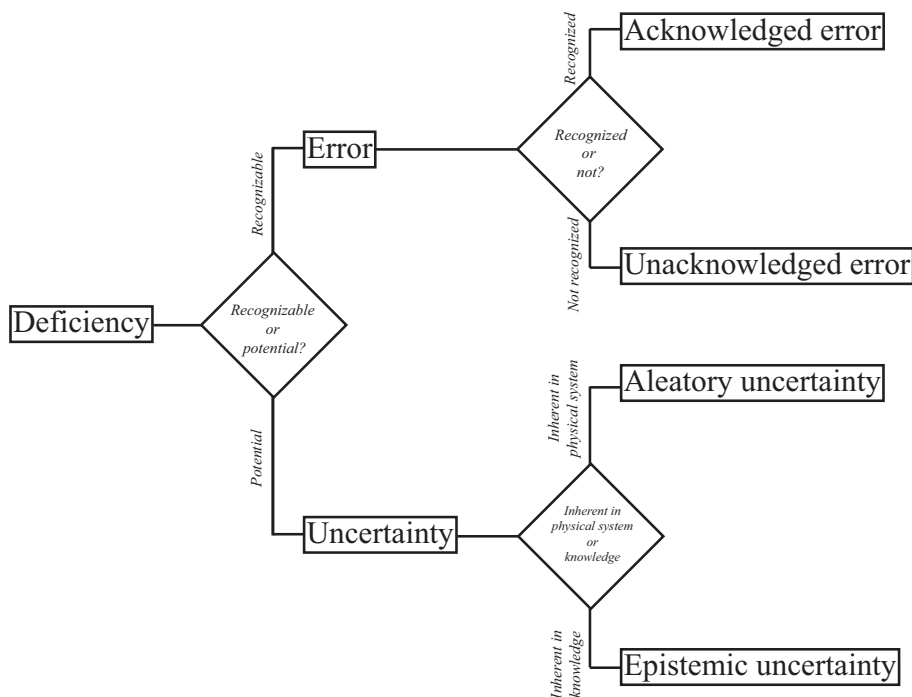 Acknowledged error
Recognized
Recognized
or
not?
Error
Recognizable
Not recognized
Unacknowledged error
Deficiency
Recognizable
or
potential?
Aleatory uncertainty
Inherent in
physical system
Potential
Uncertainty
Inherent in
physical system
or
knowledge
Inherent in
knowledge
Epistemic uncertainty